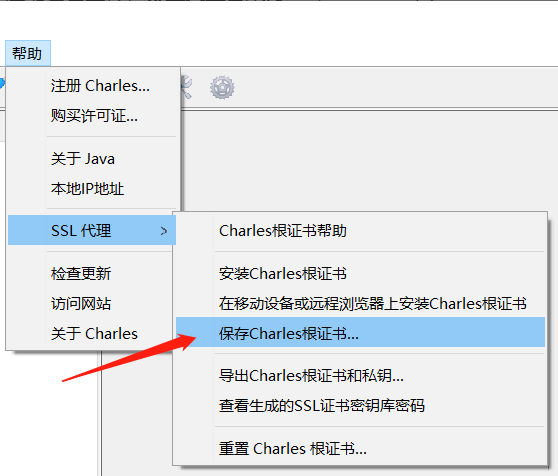 帮助
注册 Charles...
购买许可证...
关于 Java
本地IP地址
SSL 代理 >
检查更新
访问网站
关于 Charles
Charles根证书帮助
安装Charles根证书
在移动设备或远程浏览器上安装Charles根证书
保存Charles根证书...
导出Charles根证书和私钥...
查看生成的SSL证书密钥库密码
重置 Charles 根证书...